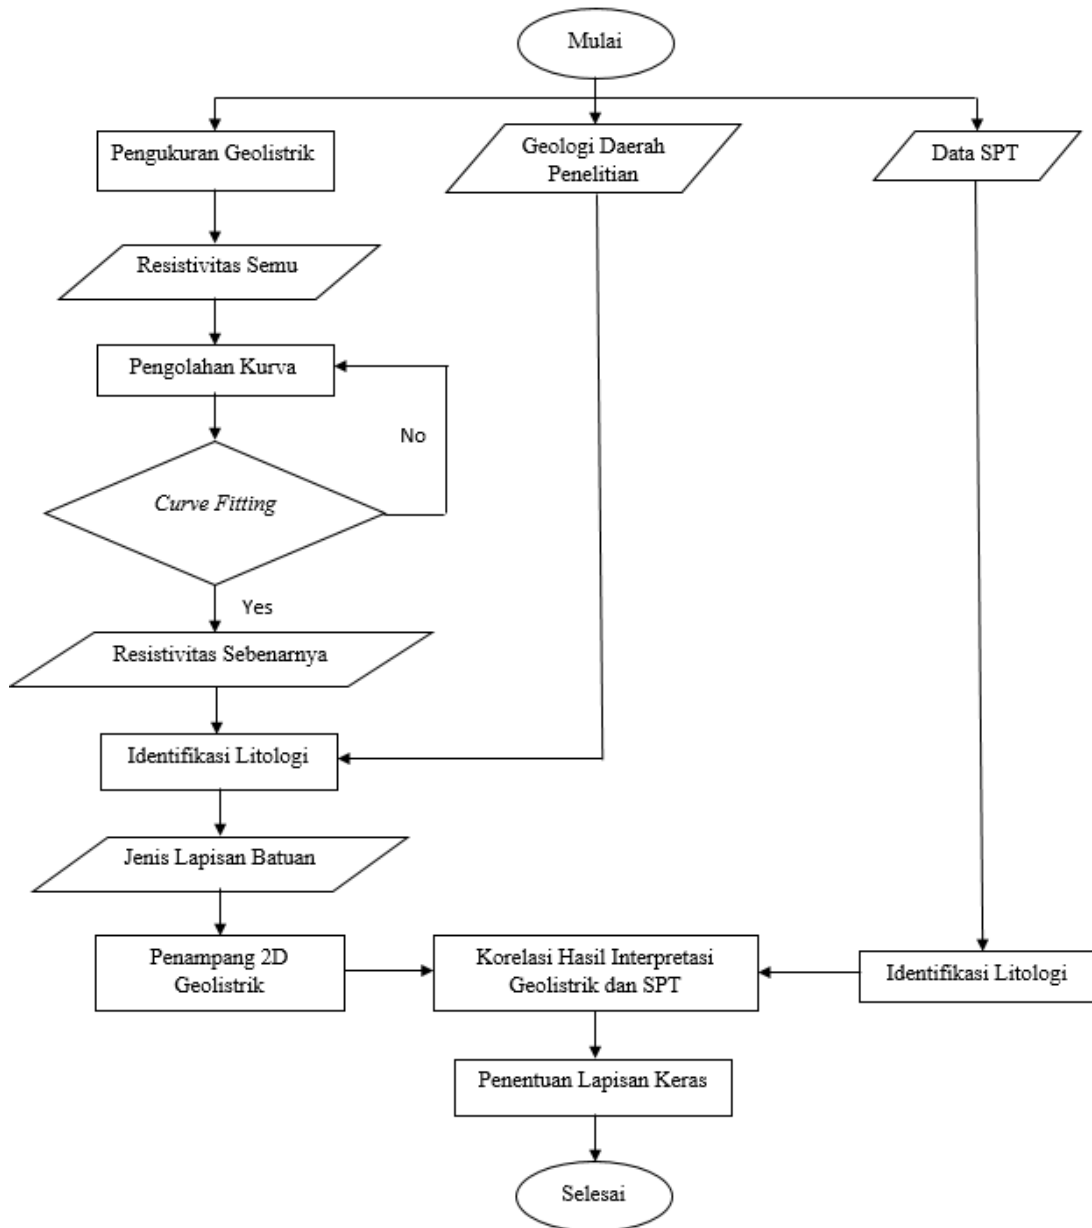 Mulai
Pengukuran Geolistrik
Geologi Daerah
Penelitian
Data SPT
Resistivitas Semu
Pengolahan Kurva
No
Curve Fitting
Yes
Resistivitas Sebenarnya
Identifikasi Litologi
Jenis Lapisan Batuan
Penampang 2D
Geolistrik
Korelasi Hasil Interpretasi
Geolistrik dan SPT
Identifikasi Litologi
Penentuan Lapisan Keras
Selesai